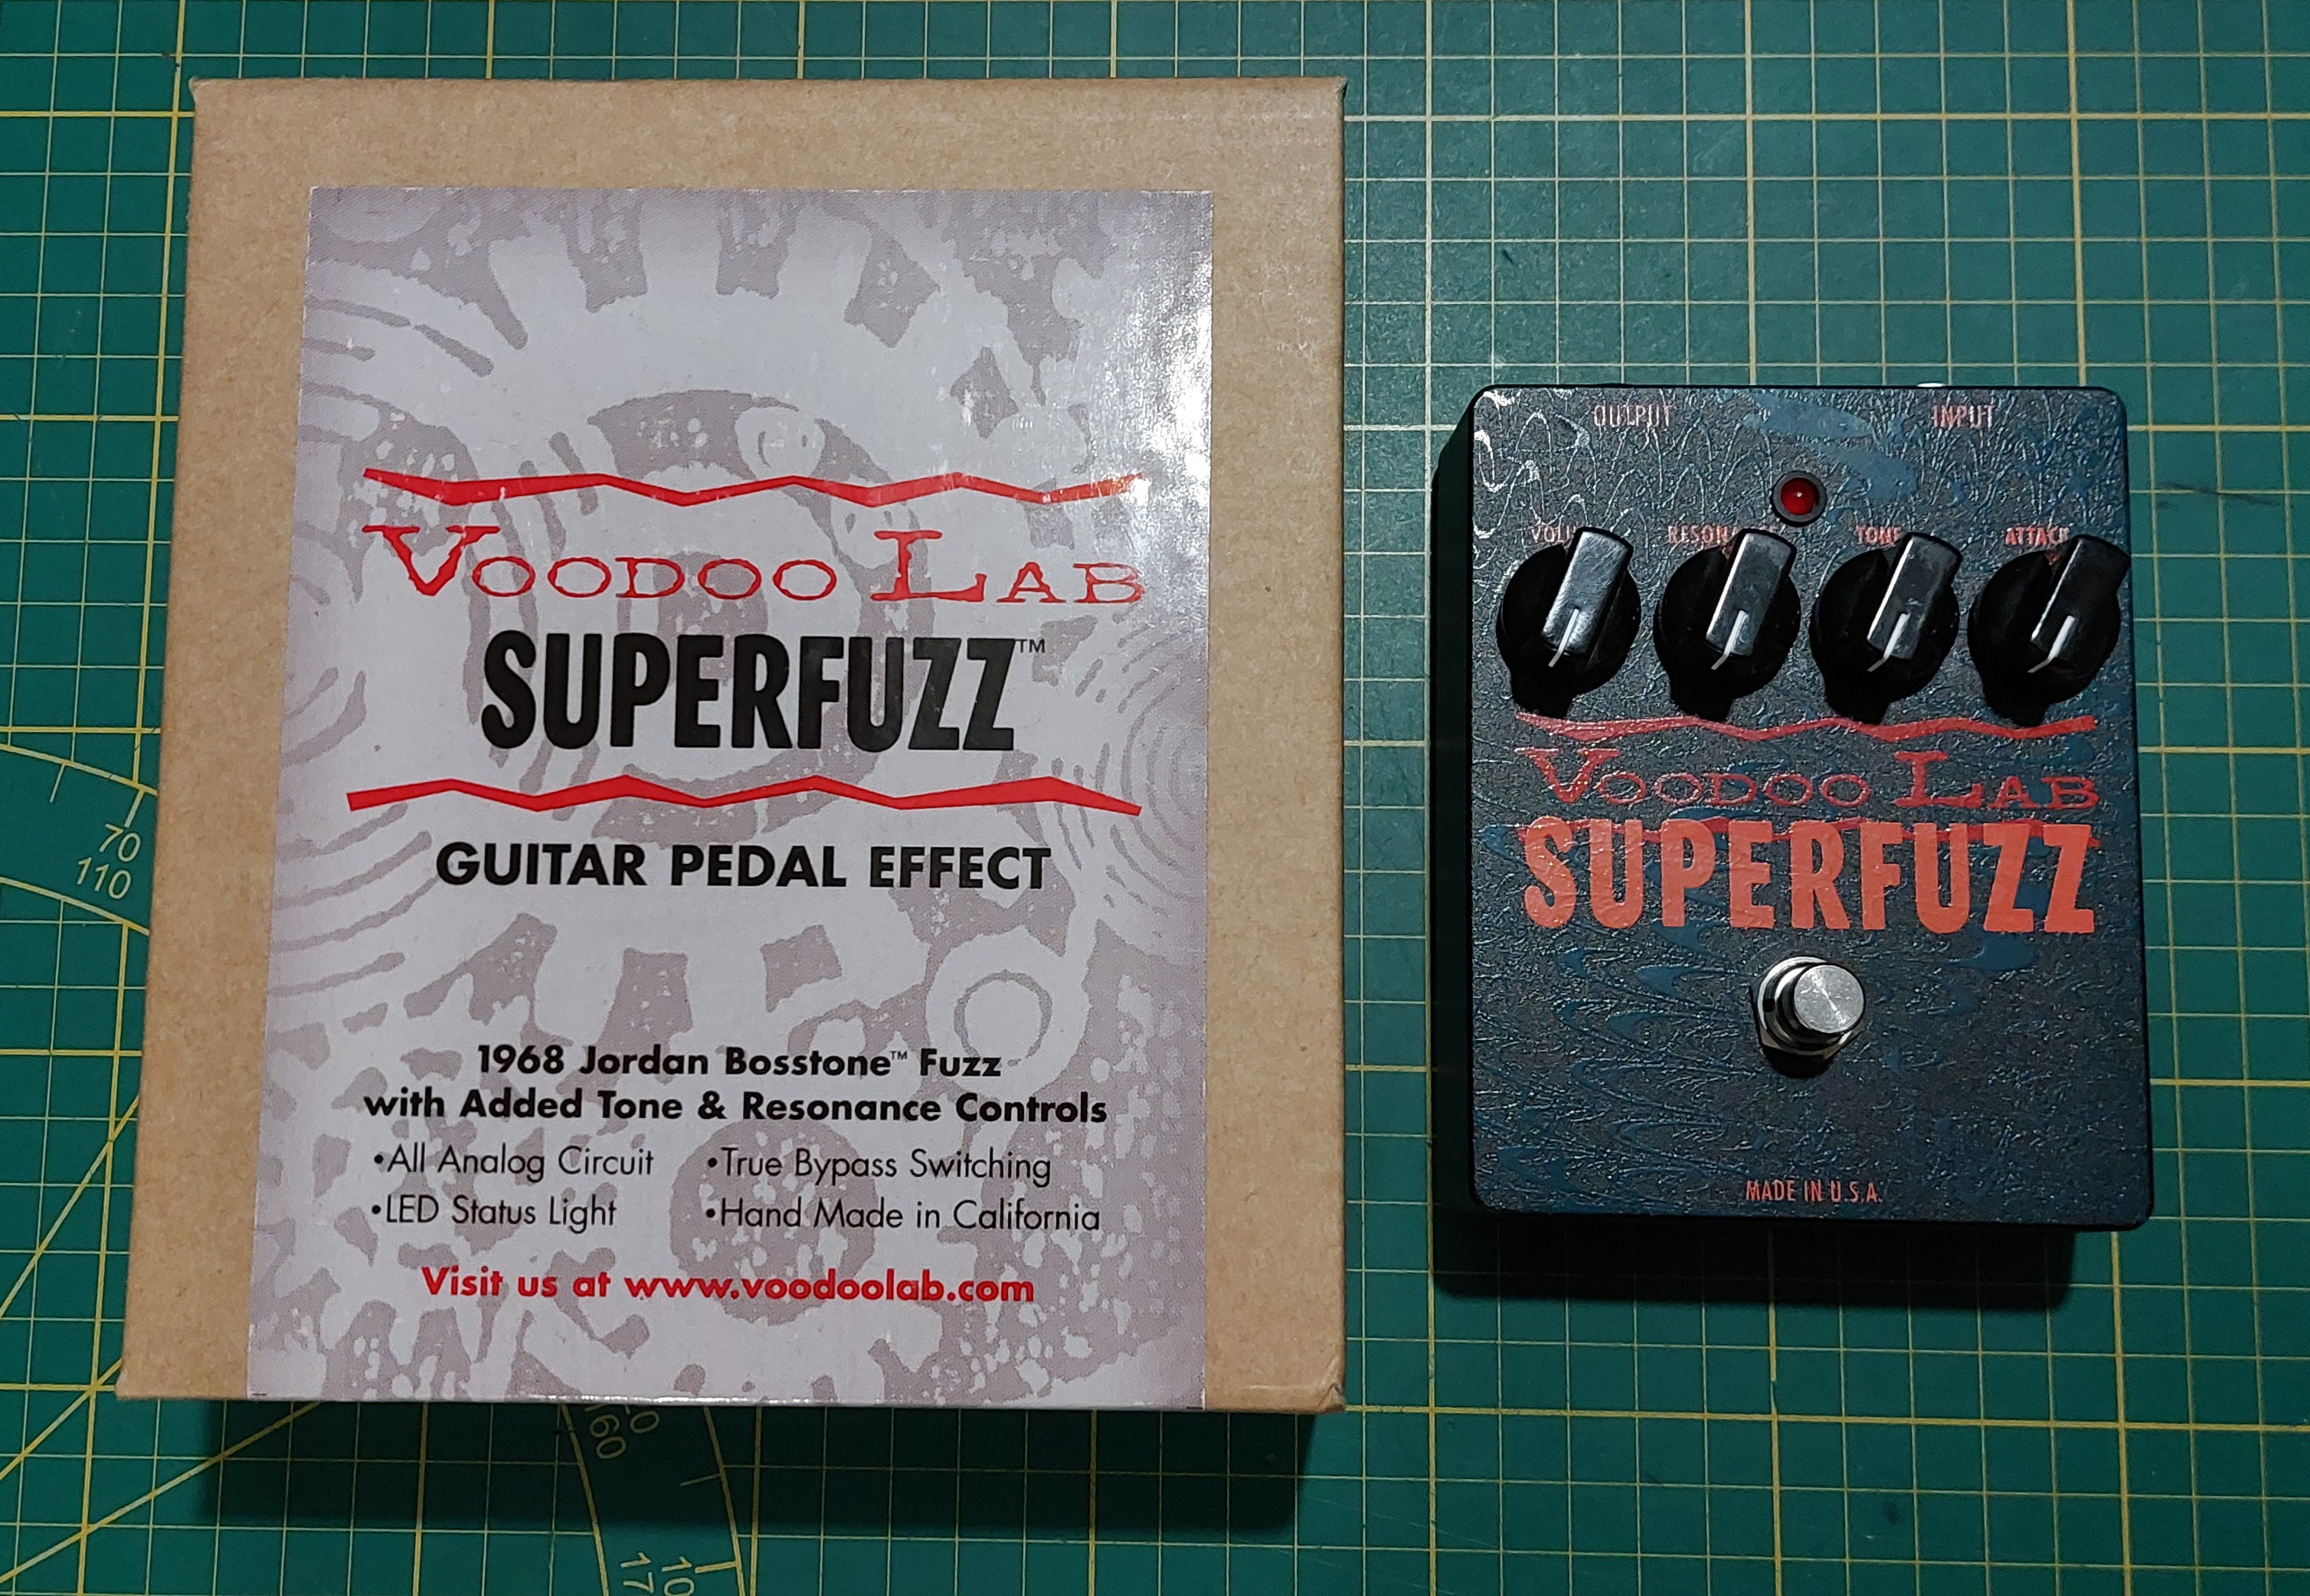 VOODOO LAB
SUPERFUZZ™
GUITAR PEDAL EFFECT
1968 Jordan Bosstone™ Fuzz
with Added Tone & Resonance Controls
•All Analog Circuit •True Bypass Switching
•LED Status Light •Hand Made in California
Visit us at www.voodoolab.com
OUTPUT INPUT
TONE ATTACK
VOODOO LAB
SUPERFUZZ
MADE IN U.S.A.
70
110
160